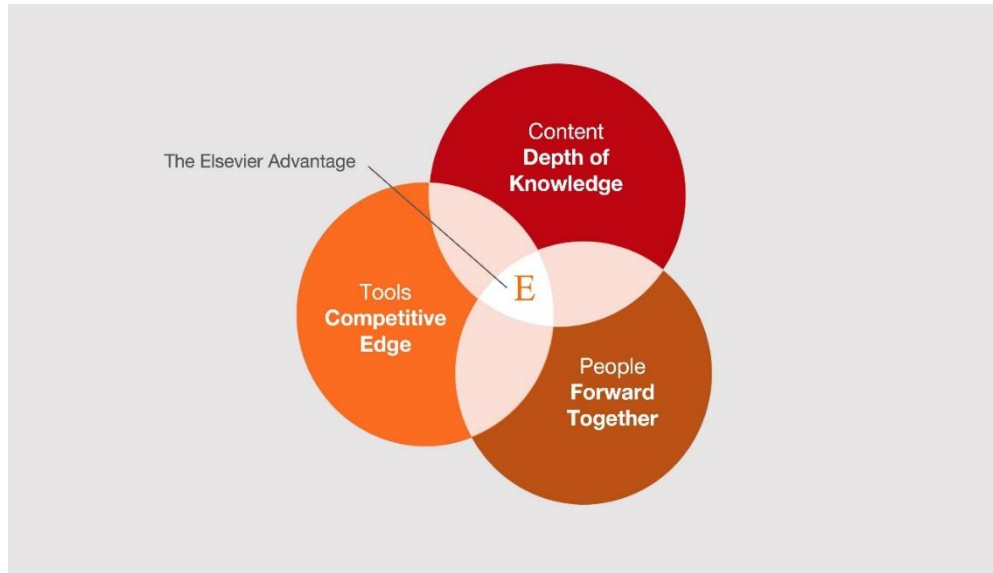 Content
Depth of
Knowledge
The Elsevier Advantage
E
Tools
Competitive
Edge
People
Forward
Together